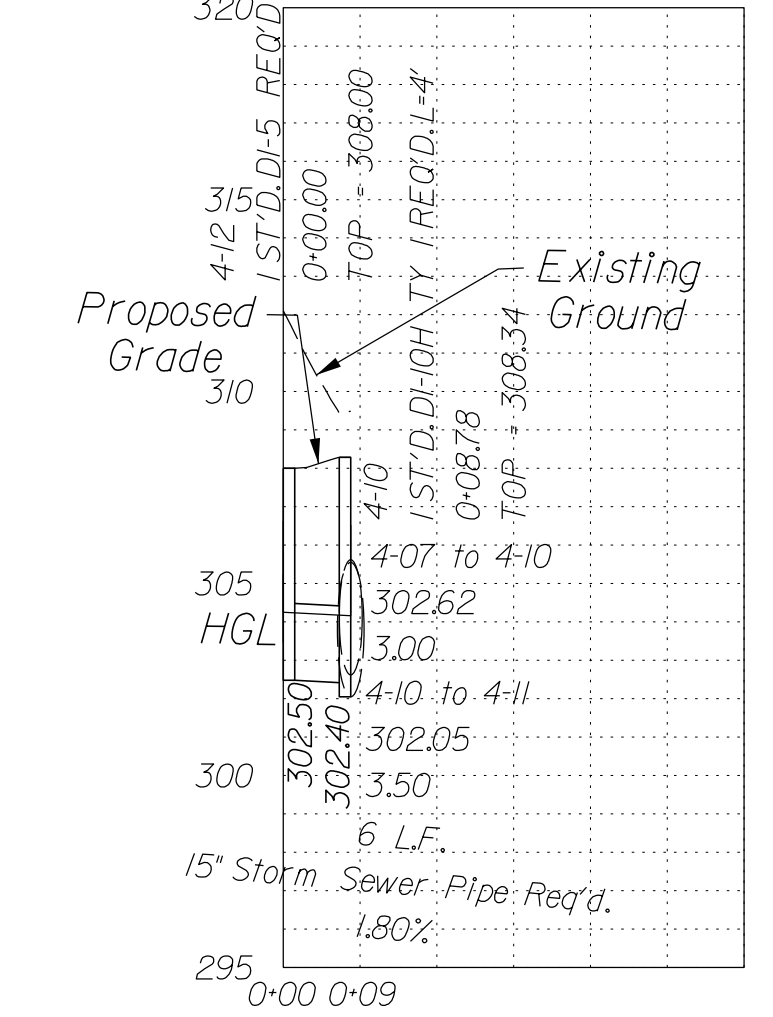 320
4-12
1 ST'D. DI-5 REQ'D
0+00.00
TOP = 308.00
315
Proposed
Grade
Existing
Ground
310
4-10
1 ST'D. DI-10H TY 1 REQ'D. L=4'
0+08.78
TOP = 308.34
305
4-07 to 4-10
302.62
3.00
HGL
4-10 to 4-11
302.05
3.50
302.50
302.40
300
6 L.F.
15" Storm Sewer Pipe Req'd.
1.80%
295
0+00 0+09